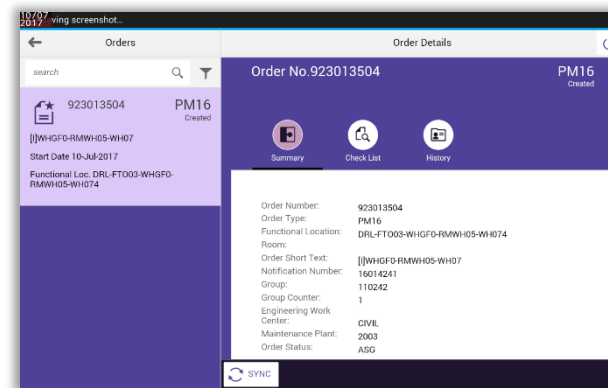 10/07
2017 ving screenshot...
Orders
Order Details
search
Order No.923013504
PM16
Created
923013504
PM16
Created
[I]WHGF0-RMWH05-WH07
Start Date 10-Jul-2017
Functional Loc. DRL-FTO03-WHGF0-
RMWH05-WH074
Summary
Check List
History
Order Number: 923013504
Order Type: PM16
Functional Location: DRL-FTO03-WHGF0-RMWH05-WH074
Room:
Order Short Text: [I]WHGF0-RMWH05-WH07
Notification Number: 16014241
Group: 110242
Group Counter: 1
Engineering Work
Center: CIVIL
Maintenance Plant: 2003
Order Status: ASG
SYNC